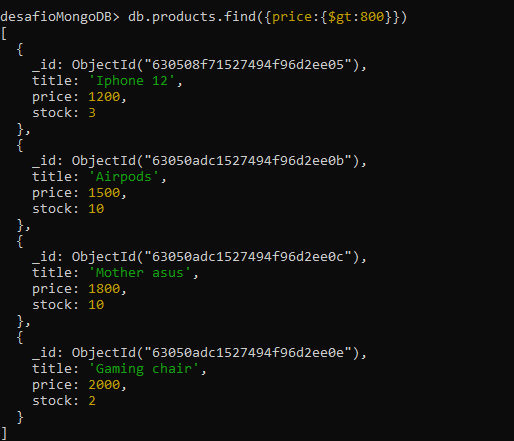 desafioMongoDB> db.products.find({price:{$gt:800}})
[
  {
    _id: ObjectId("630508f71527494f96d2ee05"),
    title: 'Iphone 12',
    price: 1200,
    stock: 3
  },
  {
    _id: ObjectId("63050adc1527494f96d2ee0b"),
    title: 'Airpods',
    price: 1500,
    stock: 10
  },
  {
    _id: ObjectId("63050adc1527494f96d2ee0c"),
    title: 'Mother asus',
    price: 1800,
    stock: 10
  },
  {
    _id: ObjectId("63050adc1527494f96d2ee0e"),
    title: 'Gaming chair',
    price: 2000,
    stock: 2
  }
]